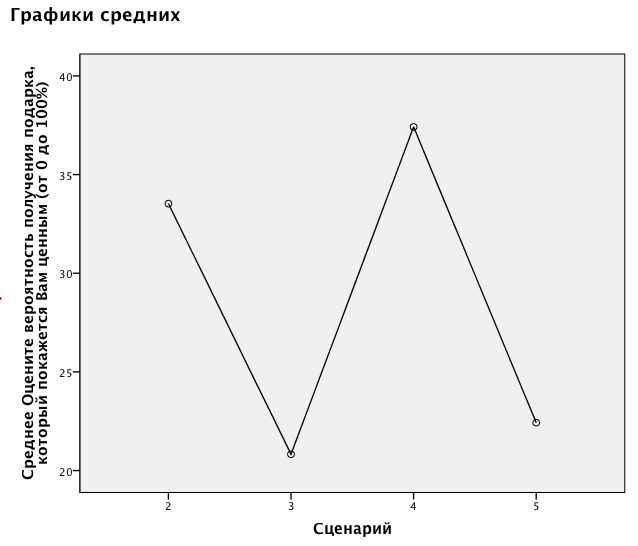 Графики средних
Среднее Оцените вероятность получения подарка,
который покажется Вам ценным (от 0 до 100%)
40
35
30
25
20
2
3
4
5
Сценарий